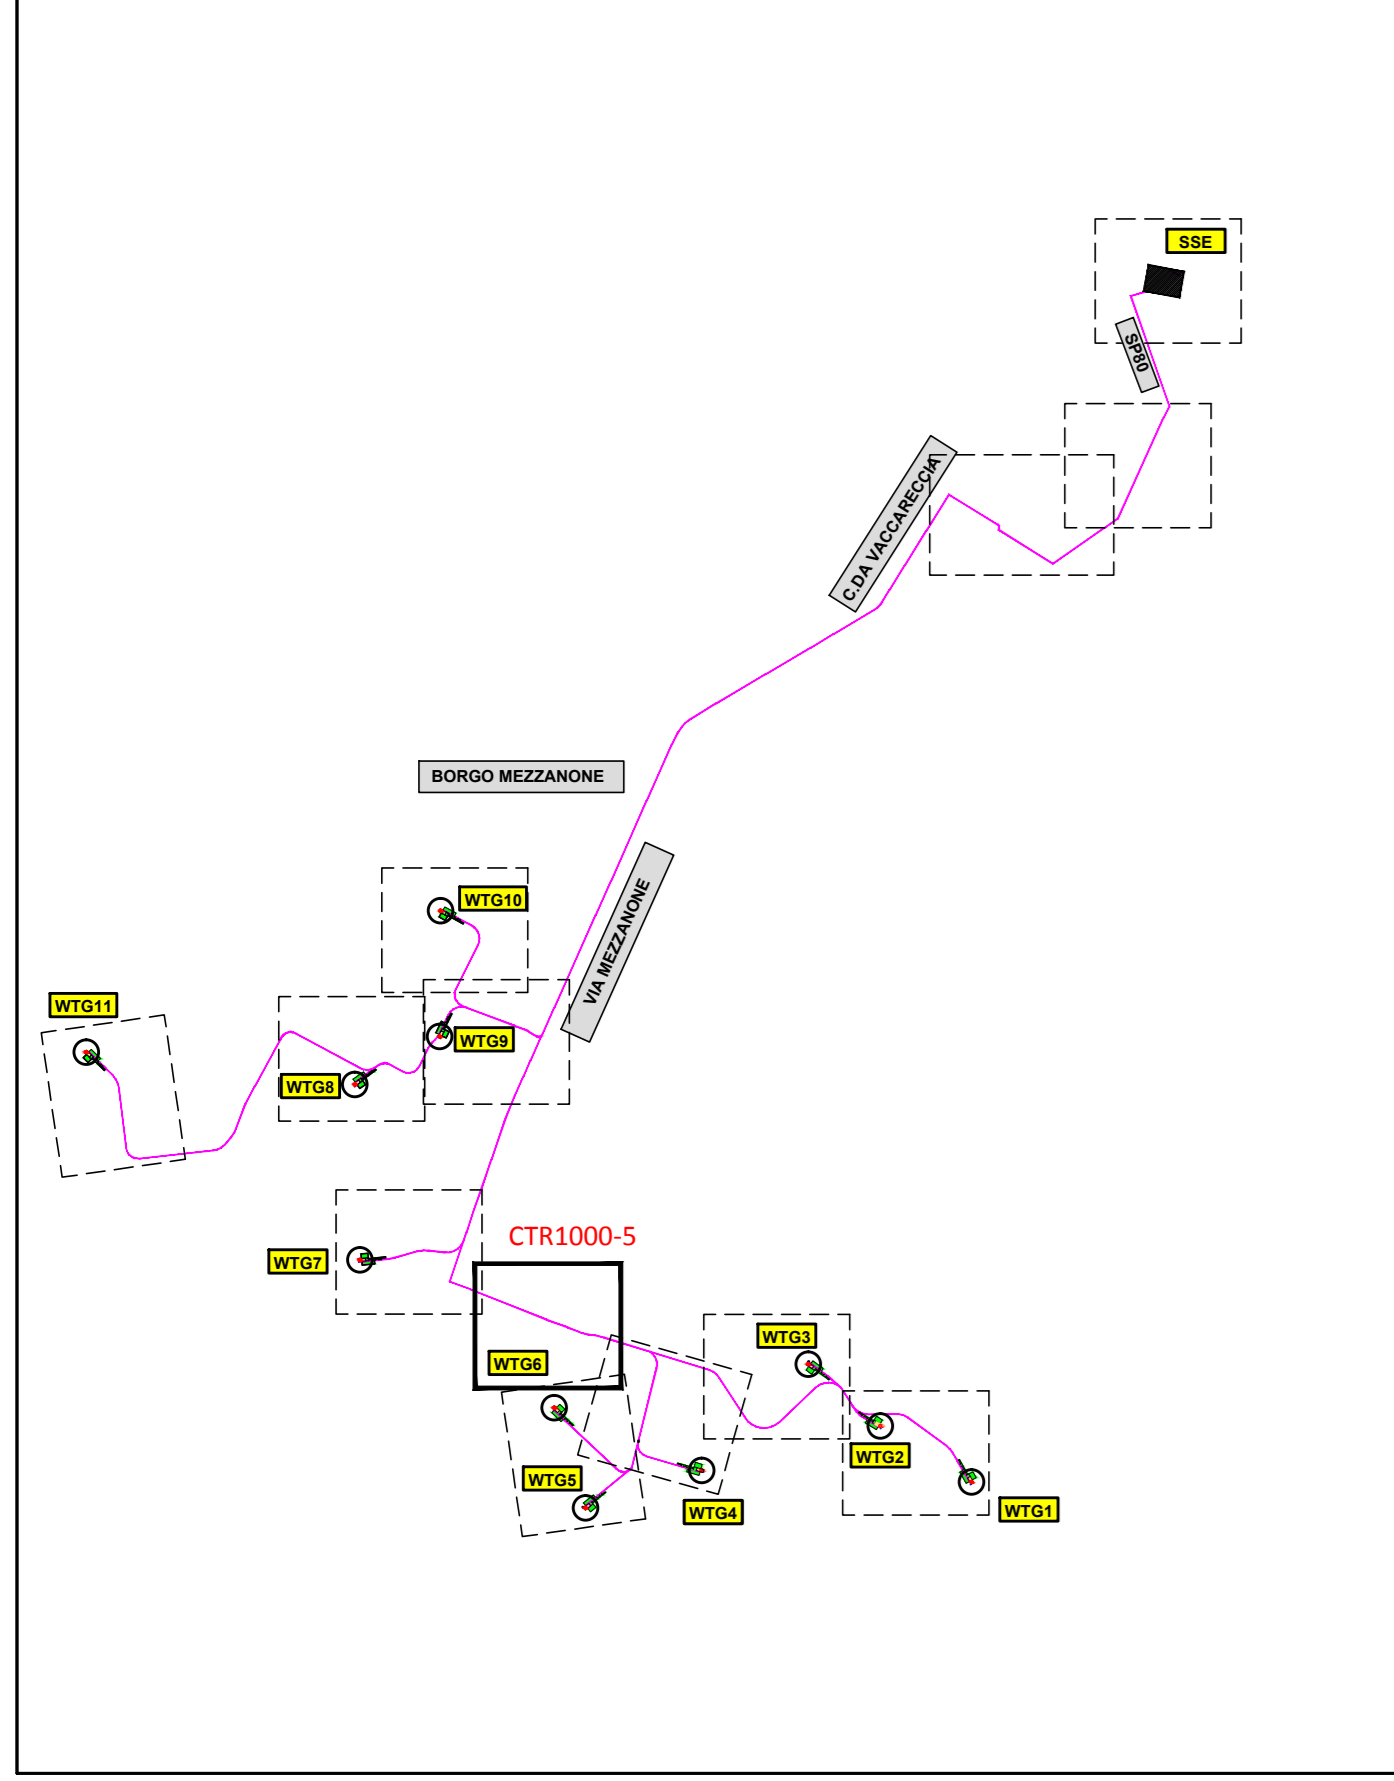 SSE
SP80
C.DA VACCARECCIA
BORGO MEZZANONE
VIA MEZZANONE
WTG10
WTG11
WTG9
WTG8
CTR1000-5
WTG7
WTG3
WTG6
WTG2
WTG5
WTG4
WTG1